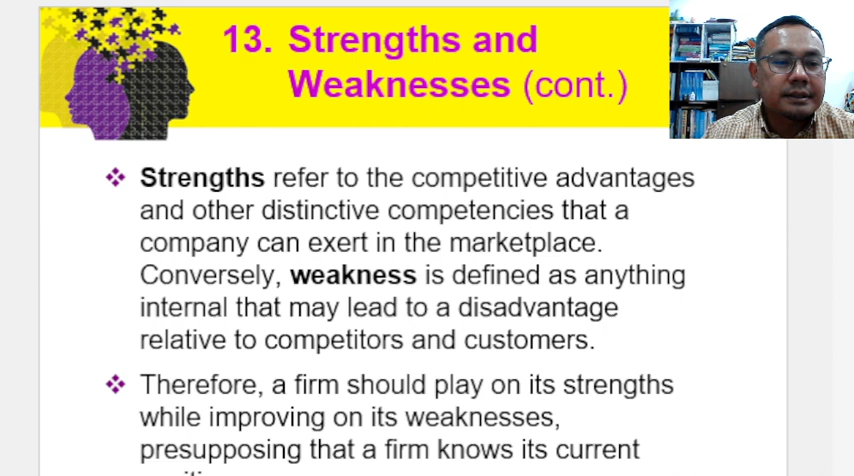 13. Strengths and
Weaknesses (cont.)
Strengths refer to the competitive advantages
and other distinctive competencies that a
company can exert in the marketplace.
Conversely, weakness is defined as anything
internal that may lead to a disadvantage
relative to competitors and customers.
Therefore, a firm should play on its strengths
while improving on its weaknesses,
presupposing that a firm knows its current